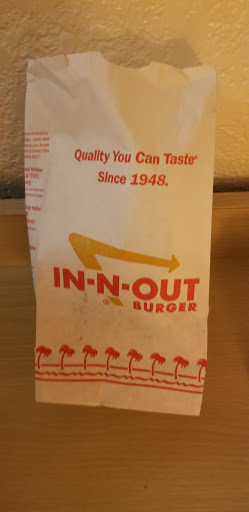 Quality You Can Taste®
Since 1948.
IN-N-OUT
®
BURGER